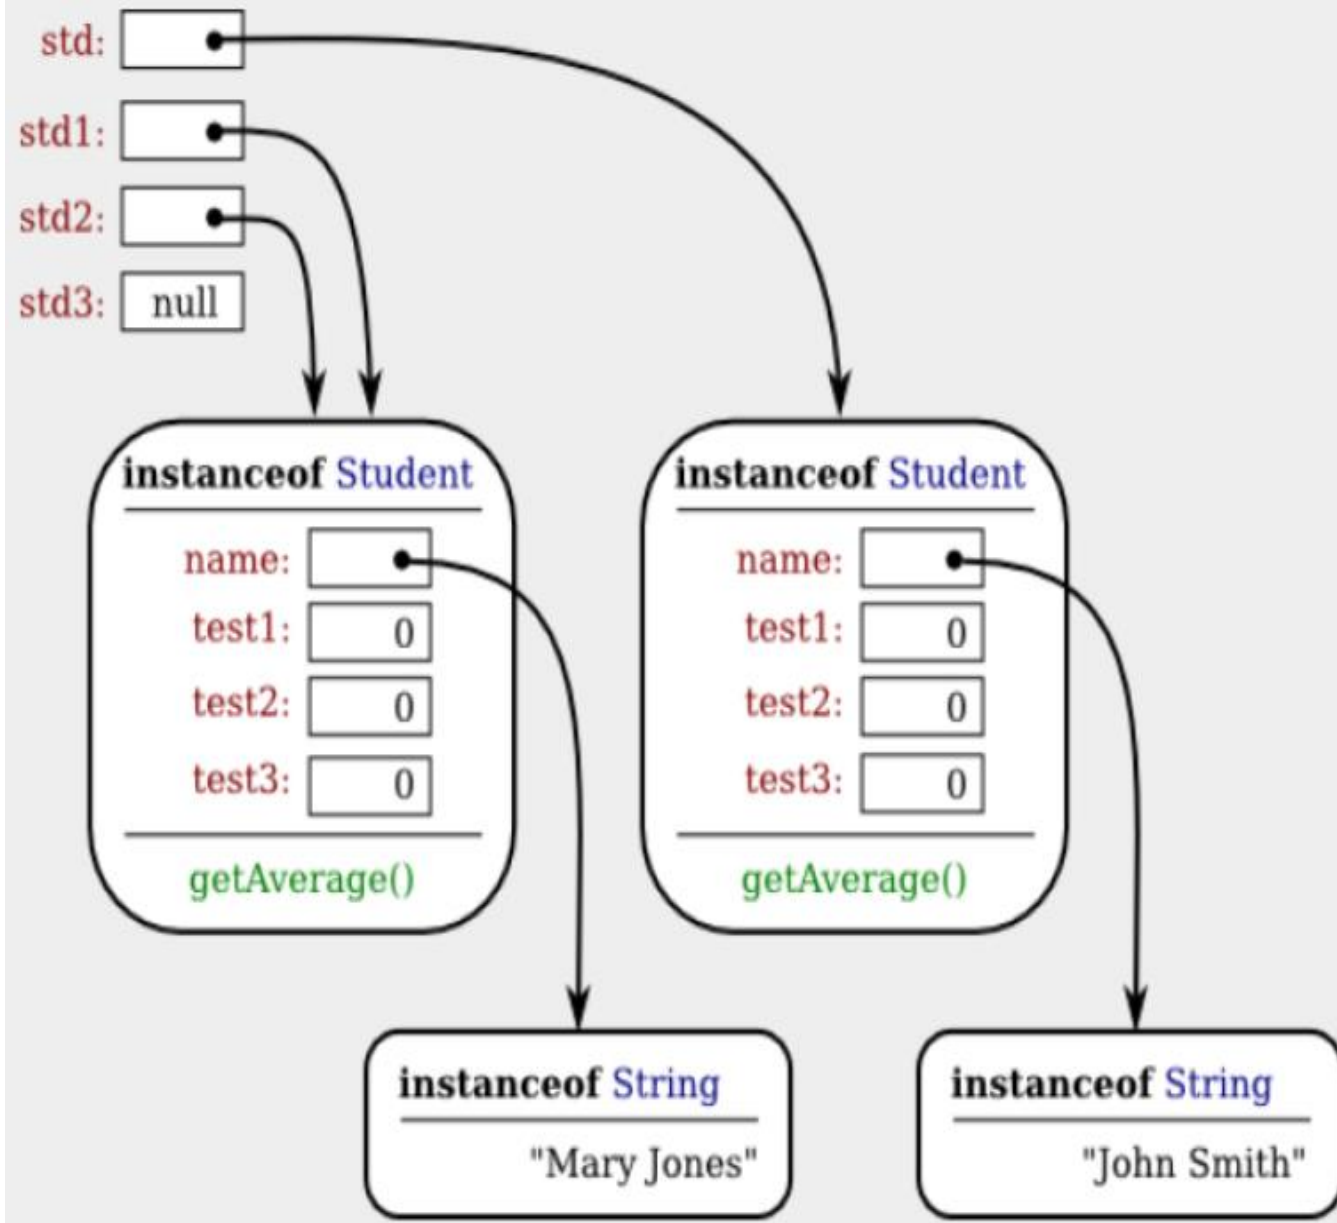 std:
std1:
std2:
std3: null
instanceof Student
name:
test1: 0
test2: 0
test3: 0
getAverage()
instanceof Student
name:
test1: 0
test2: 0
test3: 0
getAverage()
instanceof String
"Mary Jones"
instanceof String
"John Smith"